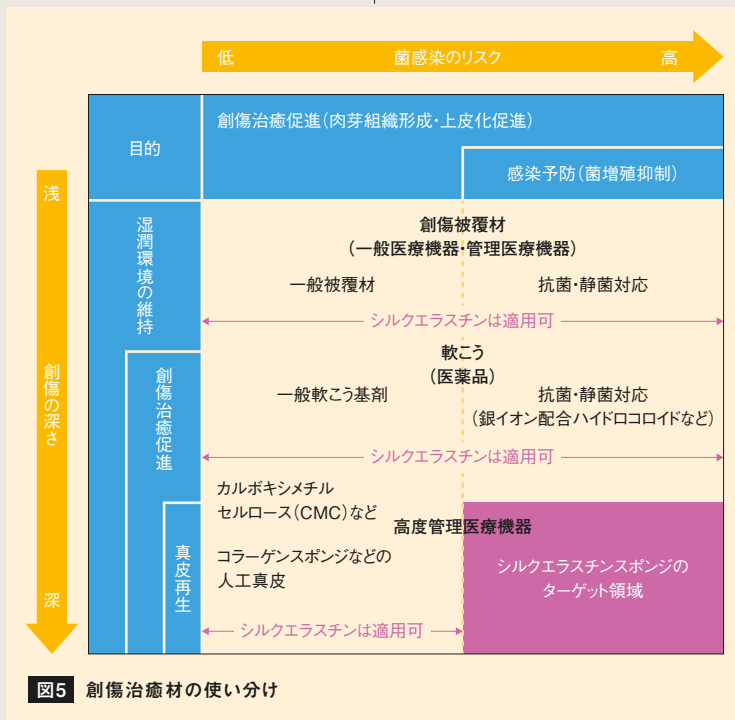 低 菌感染のリスク 高
目的
創傷治癒促進(肉芽組織形成・上皮化促進)
感染予防(菌増殖抑制)
浅
創傷の深さ
深
湿潤環境の維持
創傷被覆材
(一般医療機器・管理医療機器)
一般被覆材
抗菌・静菌対応
シルクエラスチンは適用可
創傷治癒促進
軟こう
(医薬品)
一般軟こう基剤
抗菌・静菌対応
(銀イオン配合ハイドロコロイドなど)
シルクエラスチンは適用可
真皮再生
カルボキシメチル
セルロース(CMC)など
高度管理医療機器
コラーゲンスポンジなどの
人工真皮
シルクエラスチンスポンジの
ターゲット領域
シルクエラスチンは適用可
図5 創傷治癒材の使い分け